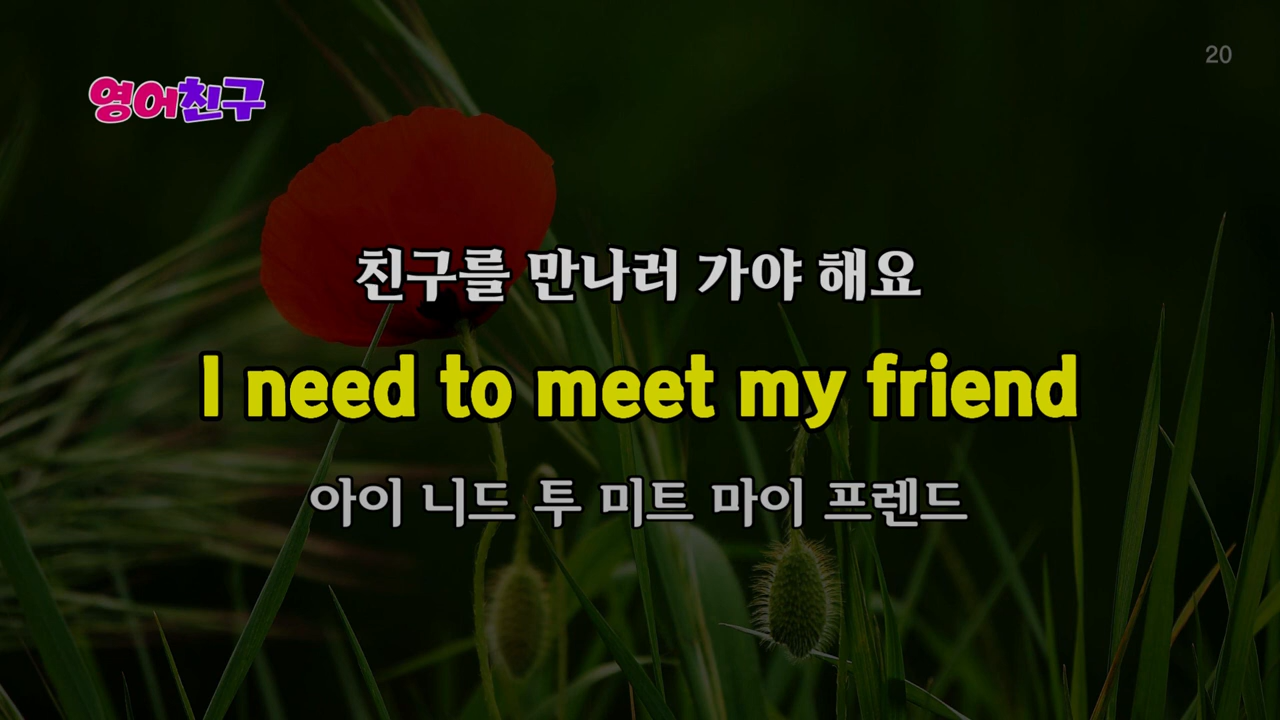 20
영어친구
친구를 만나러 가야 해요
I need to meet my friend
아이 니드 투 미트 마이 프렌드